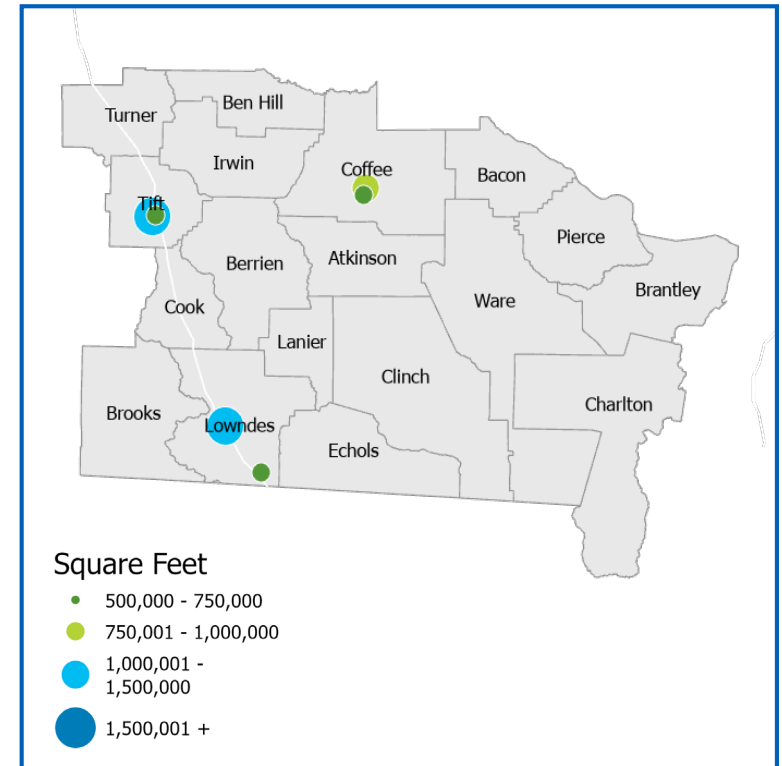 Turner
Ben Hill
Irwin
Coffee
Bacon
Tift
Pierce
Berrien
Atkinson
Brantley
Ware
Cook
Lanier
Clinch
Charlton
Brooks
Lowndes
Echols
Square Feet
500,000 - 750,000
750,001 - 1,000,000
1,000,001 -
1,500,000
1,500,001 +